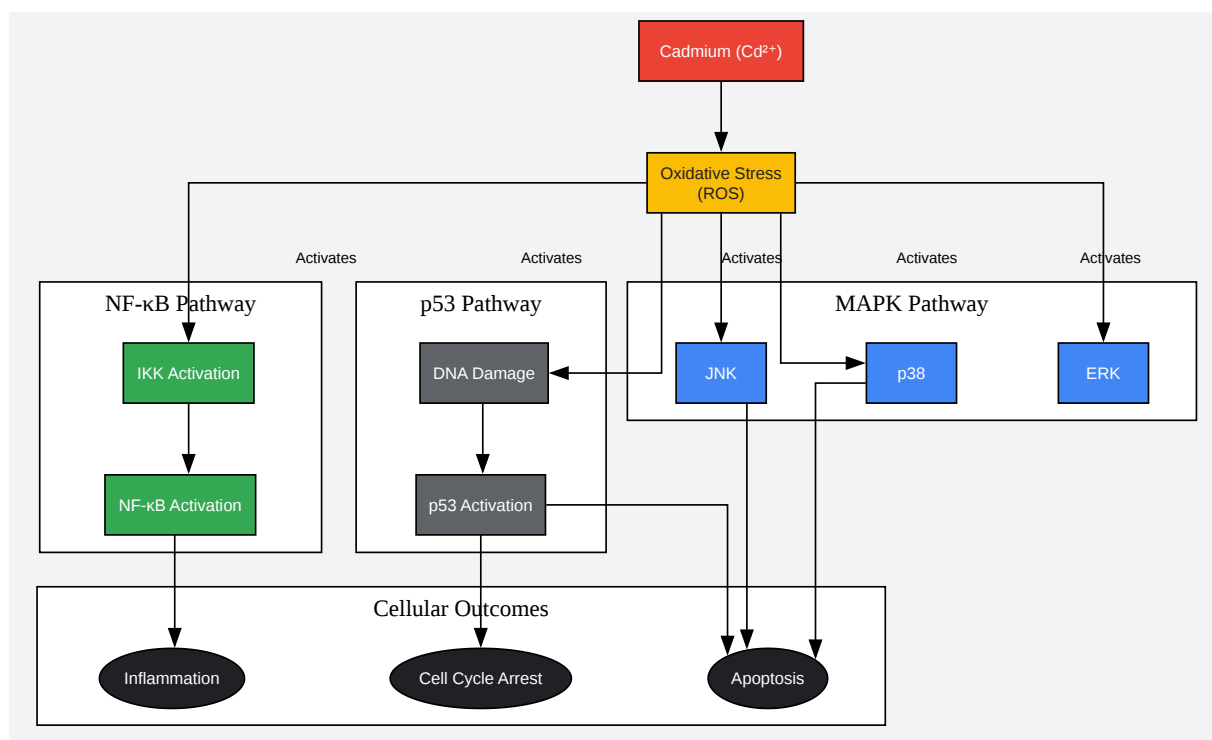 Cadmium (Cd²⁺)
Oxidative Stress
(ROS)
Activates
Activates
Activates
Activates
Activates
NF-κB Pathway
p53 Pathway
MAPK Pathway
IKK Activation
DNA Damage
JNK
p38
ERK
NF-κB Activation
p53 Activation
Cellular Outcomes
Inflammation
Cell Cycle Arrest
Apoptosis